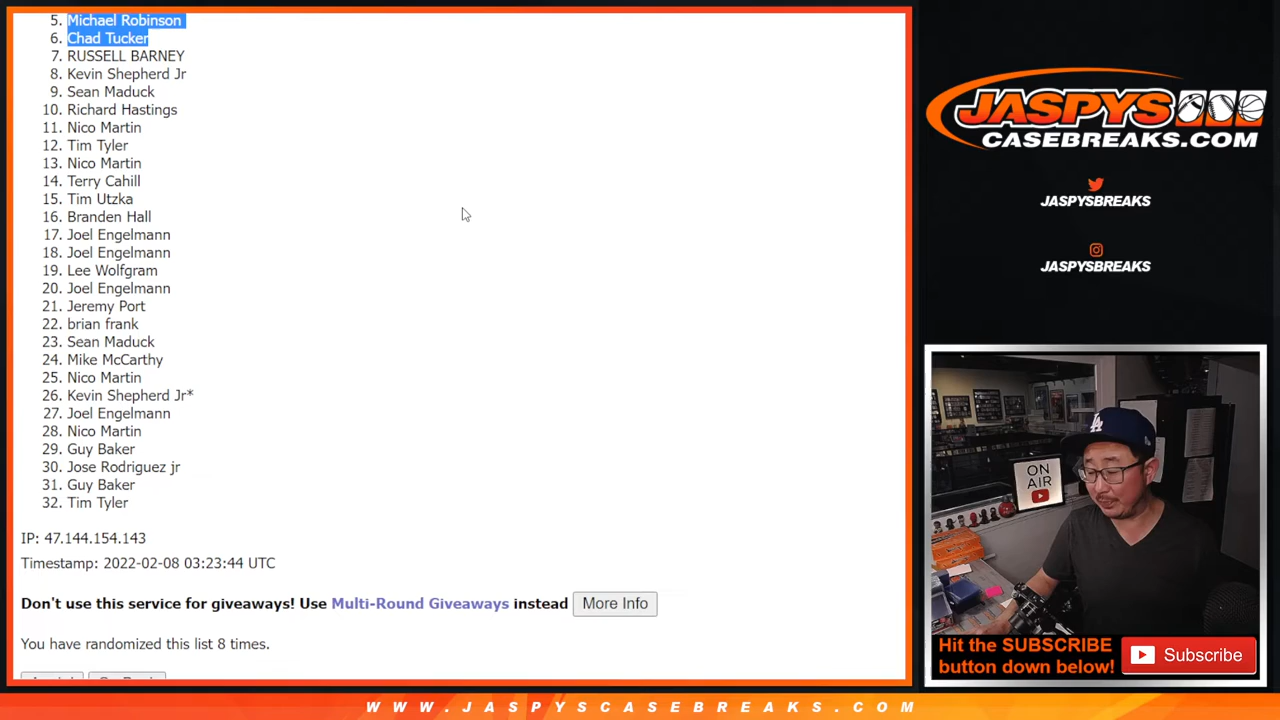 5. Michael Robinson
6. Chad Tucker
7. RUSSELL BARNEY
8. Kevin Shepherd Jr
9. Sean Maduck
10. Richard Hastings
11. Nico Martin
12. Tim Tyler
13. Nico Martin
14. Terry Cahill
15. Tim Utzka
16. Branden Hall
17. Joel Engelmann
18. Joel Engelmann
19. Lee Wolfgram
20. Joel Engelmann
21. Jeremy Port
22. brian frank
23. Sean Maduck
24. Mike McCarthy
25. Nico Martin
26. Kevin Shepherd Jr*
27. Joel Engelmann
28. Nico Martin
29. Guy Baker
30. Jose Rodriguez jr
31. Guy Baker
32. Tim Tyler
IP: 47.144.154.143
Timestamp: 2022-02-08 03:23:44 UTC
Don't use this service for giveaways! Use Multi-Round Giveaways instead More Info
You have randomized this list 8 times.
JASPYS
CASEBREAKS.COM
JASPYSBREAKS
JASPYSBREAKS
LA
ON
AIR
Hit the SUBSCRIBE
button down below!
Subscribe
WWW.JASPYSCASEBREAKS.COM